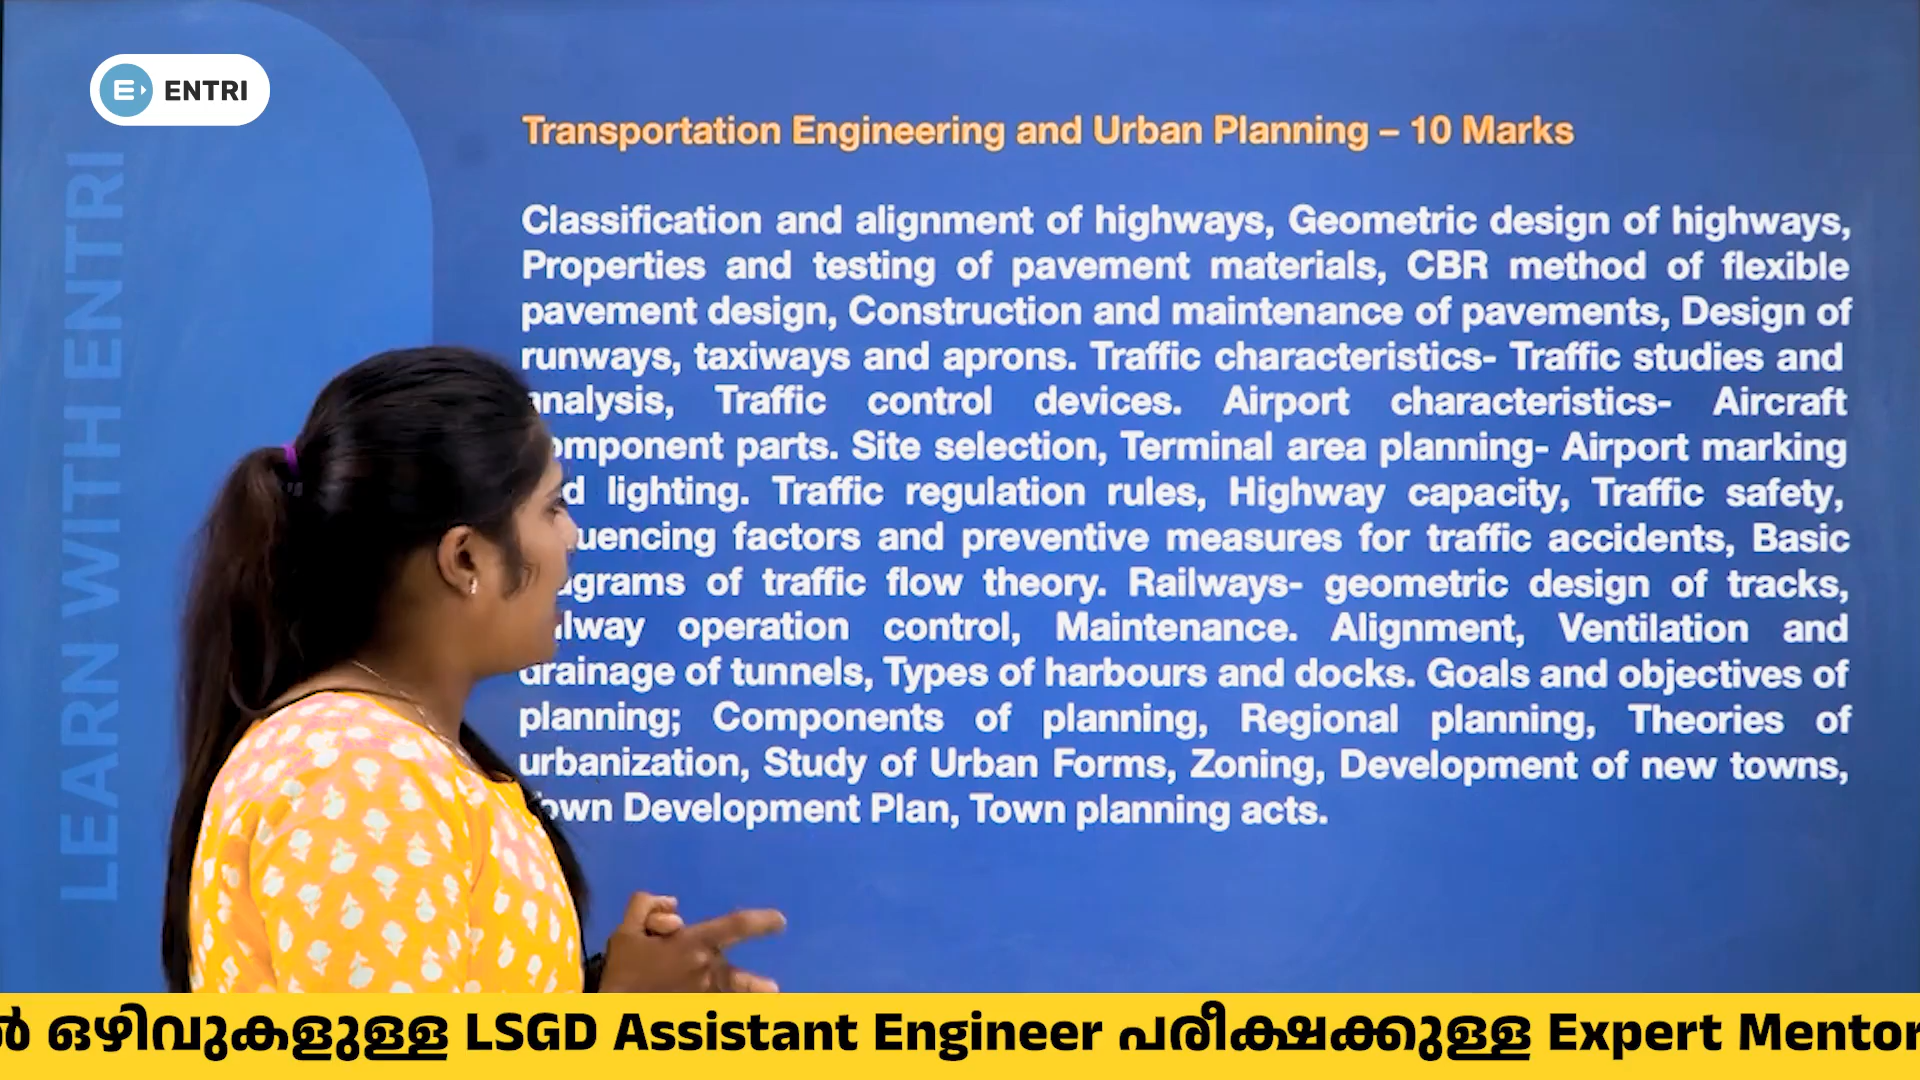 ENTRI
LEARN WITH ENTRI
Transportation Engineering and Urban Planning – 10 Marks
Classification and alignment of highways, Geometric design of highways,
Properties and testing of pavement materials, CBR method of flexible
pavement design, Construction and maintenance of pavements, Design of
runways, taxiways and aprons. Traffic characteristics- Traffic studies and
analysis, Traffic control devices. Airport characteristics- Aircraft
component parts. Site selection, Terminal area planning- Airport marking
lighting. Traffic regulation rules, Highway capacity, Traffic safety,
factors and preventive measures for traffic accidents, Basic
of traffic flow theory. Railways- geometric design of tracks,
operation control, Maintenance. Alignment, Ventilation and
drainage of tunnels, Types of harbours and docks. Goals and objectives of
planning; Components of planning, Regional planning, Theories of
urbanization, Study of Urban Forms, Zoning, Development of new towns,
Town Development Plan, Town planning acts.
ഒഴിവുകളുള്ള LSGD Assistant Engineer പരീക്ഷക്കുള്ള Expert Mentor